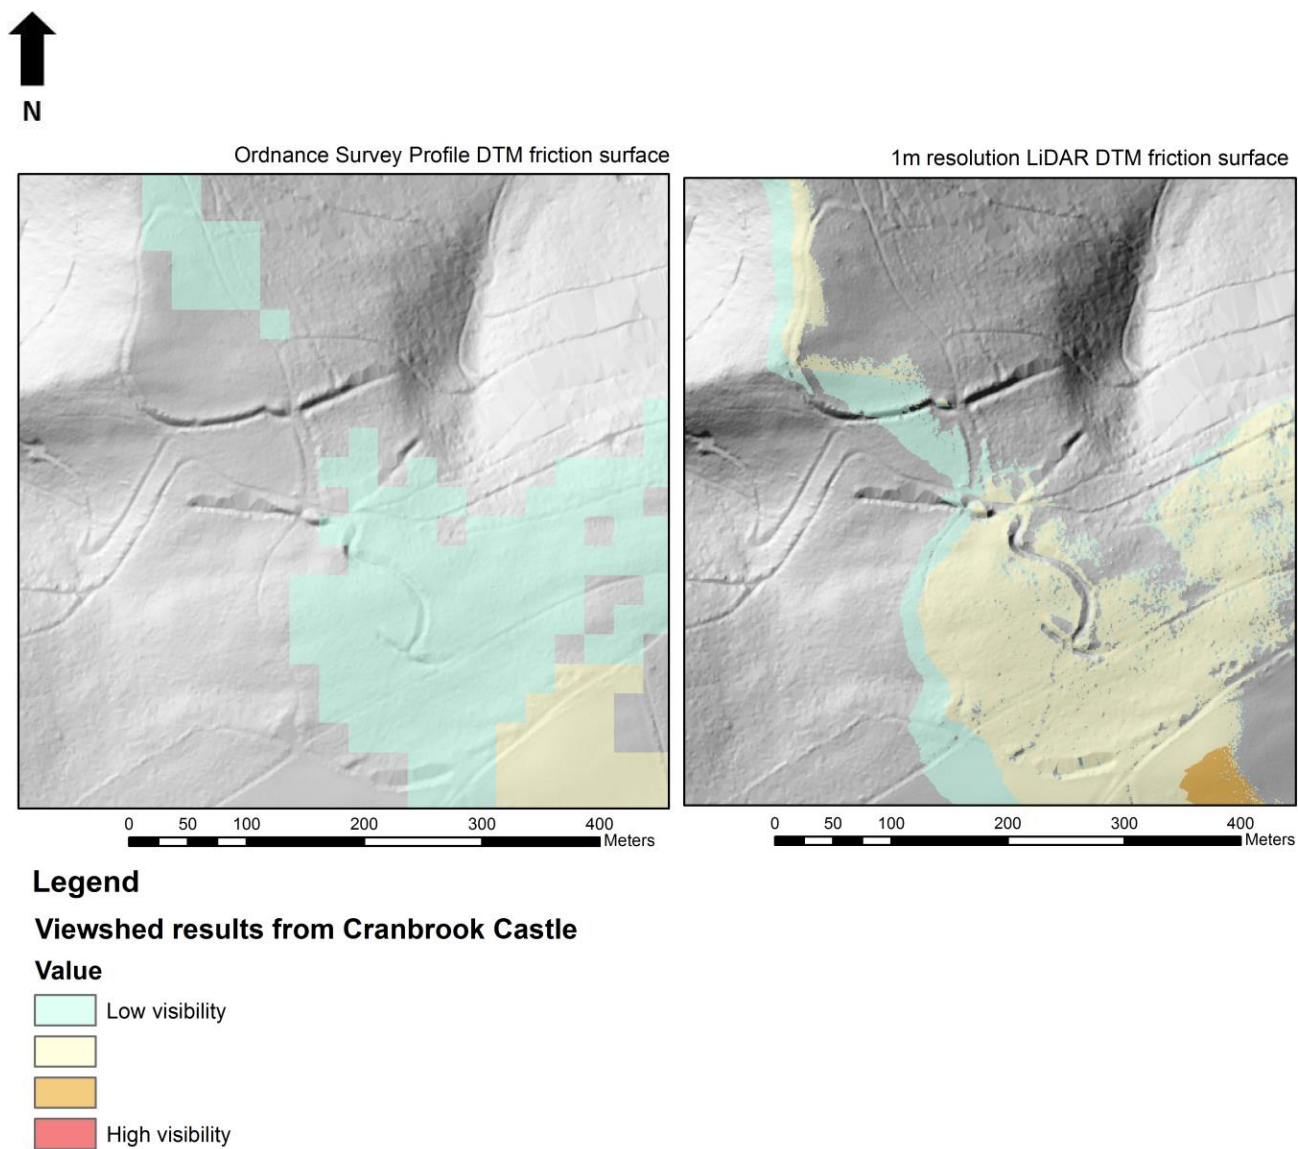 N
Ordnance Survey Profile DTM friction surface
1m resolution LiDAR DTM friction surface
0 50 100 200 300 400
Meters
0 50 100 200 300 400
Meters
Legend
Viewshed results from Cranbrook Castle
Value
Low visibility
High visibility